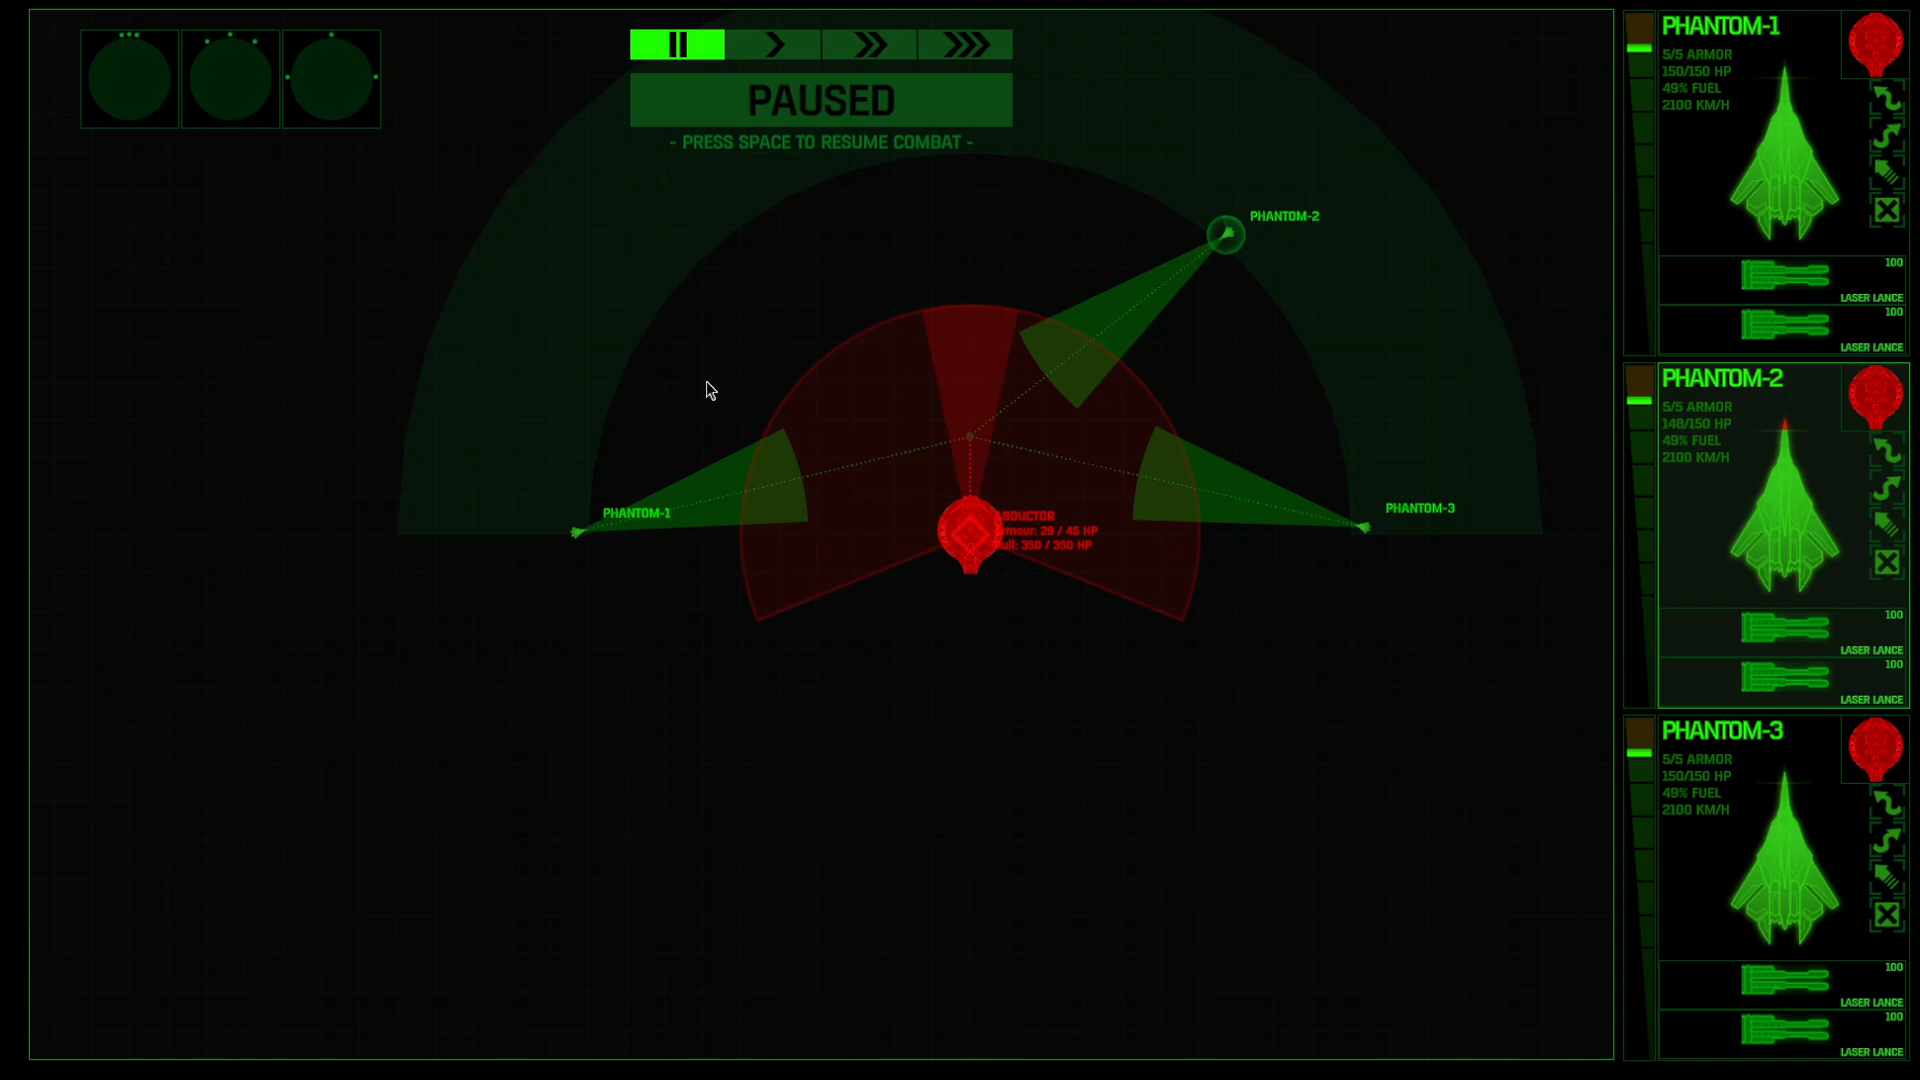 PAUSED
- PRESS SPACE TO RESUME COMBAT -
PHANTOM-2
PHANTOM-1
PHANTOM-3
ABDUCTOR
Armour: 29 / 45 HP
Hull: 350 / 350 HP
PHANTOM-1
5/5 ARMOR
150/150 HP
49% FUEL
2100 KM/H
100
LASER LANCE
100
LASER LANCE
PHANTOM-2
5/5 ARMOR
148/150 HP
49% FUEL
2100 KM/H
100
LASER LANCE
100
LASER LANCE
PHANTOM-3
5/5 ARMOR
150/150 HP
49% FUEL
2100 KM/H
100
LASER LANCE
100
LASER LANCE